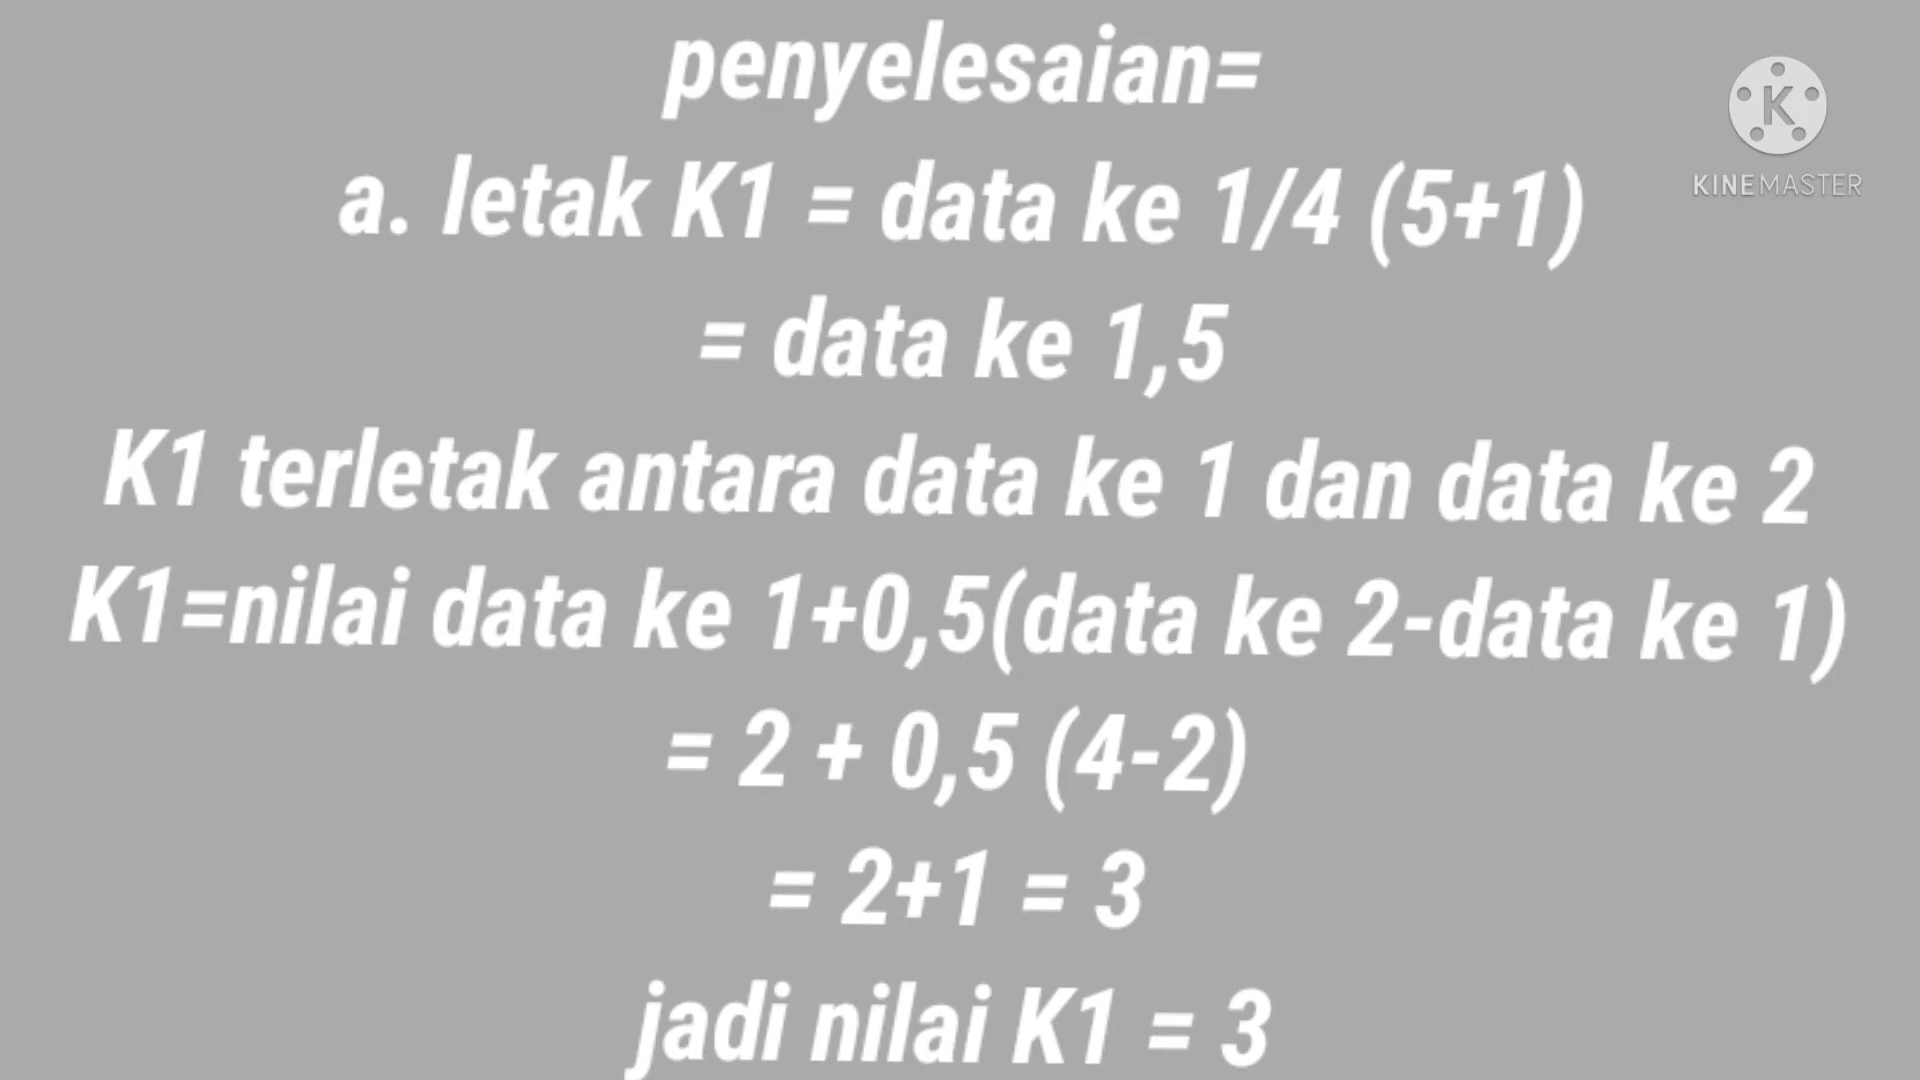 penyelesaian=
a. letak K1 = data ke 1/4 (5+1)
= data ke 1,5
K1 terletak antara data ke 1 dan data ke 2
K1=nilai data ke 1+0,5(data ke 2-data ke 1)
= 2 + 0,5 (4-2)
= 2+1 = 3
jadi nilai K1 = 3
K
KINEMASTER